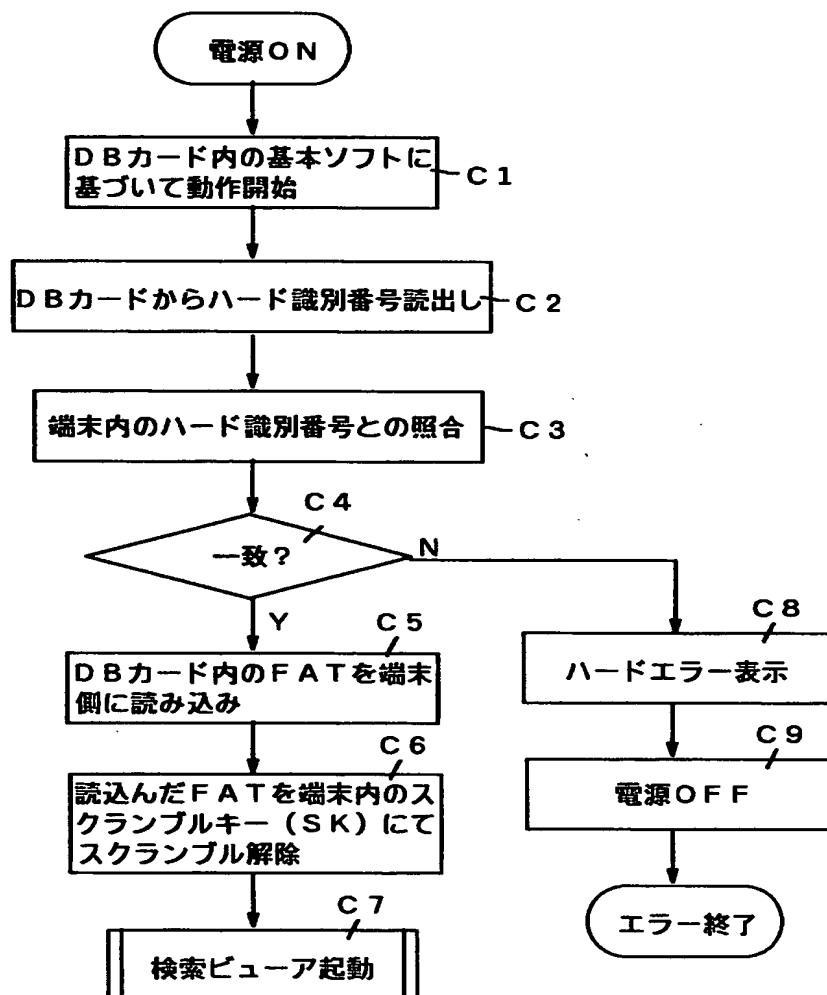 電源ON
DBカード内の基本ソフトに
基づいて動作開始
C1
DBカードからハード識別番号読出し
C2
端末内のハード識別番号との照合
C3
C4
一致?
N
Y
C5
DBカード内のFATを端末
側に読み込み
C6
読込んだFATを端末内のス
クランブルキー(SK)にて
スクランブル解除
C7
検索ビューア起動
C8
ハードエラー表示
C9
電源OFF
エラー終了